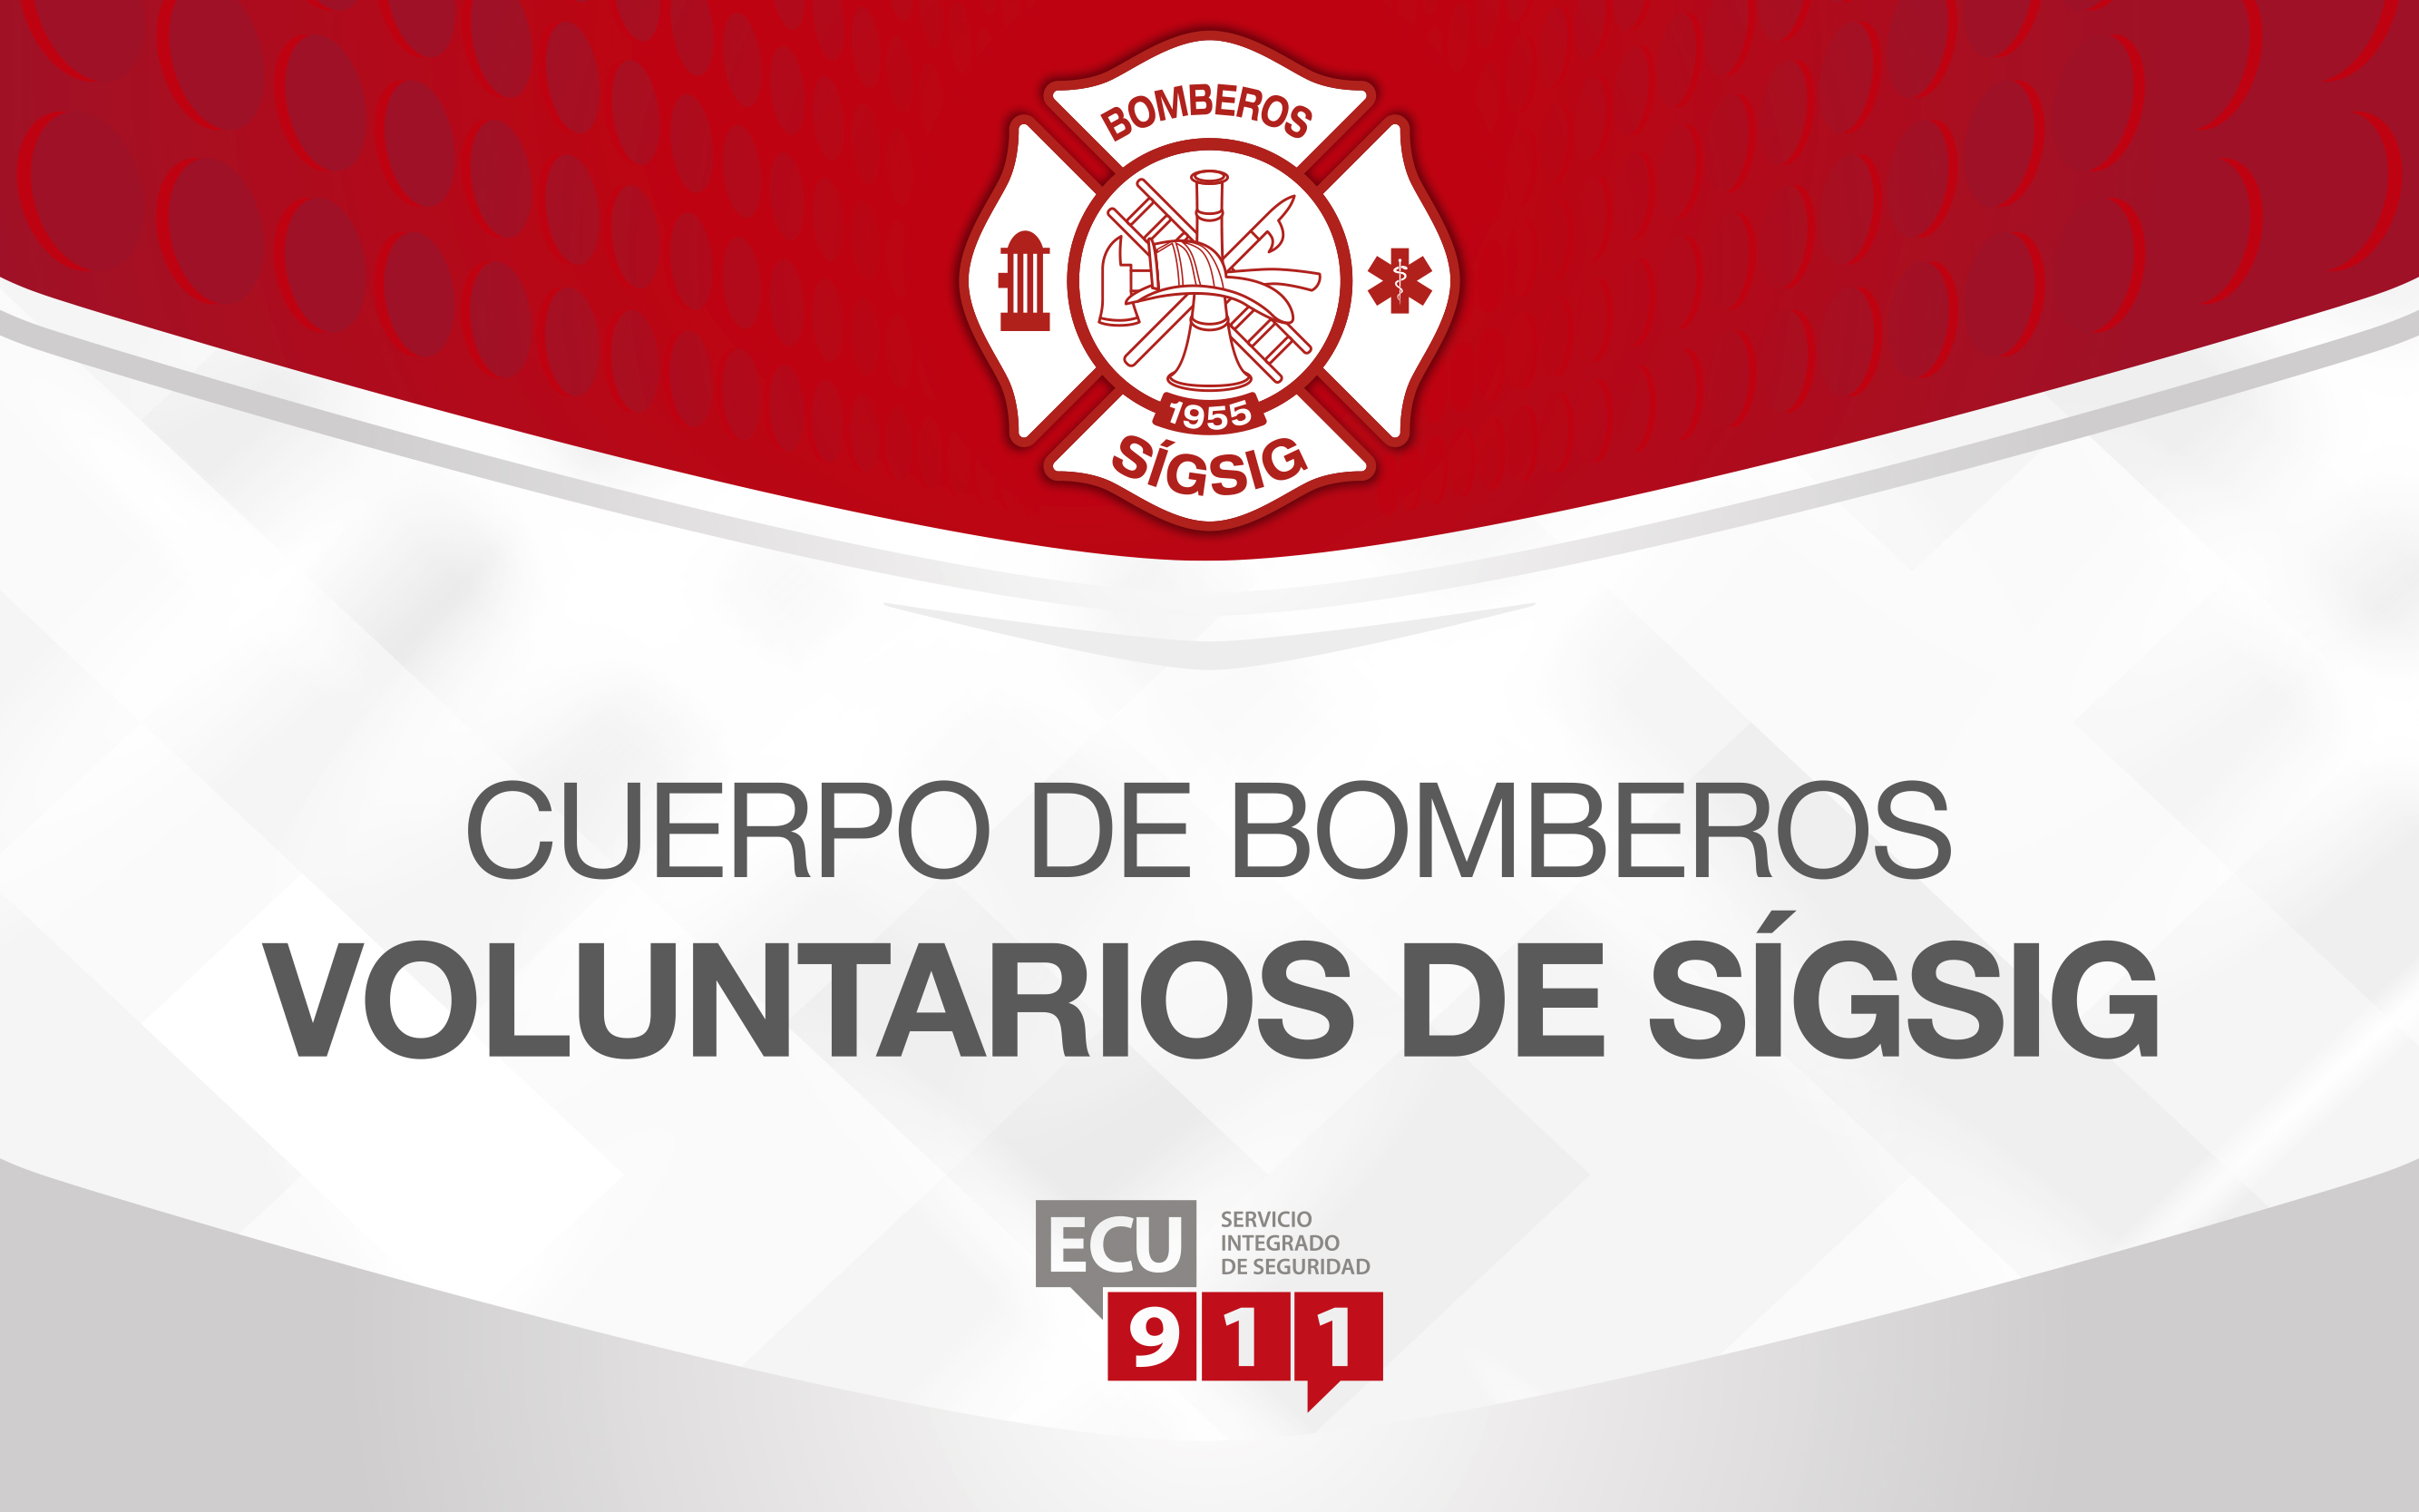 BOMBEROS
1955
SÍGSIG
CUERPO DE BOMBEROS
VOLUNTARIOS DE SÍGSIG
ECU
SERVICIO
INTEGRADO
DE SEGURIDAD
911